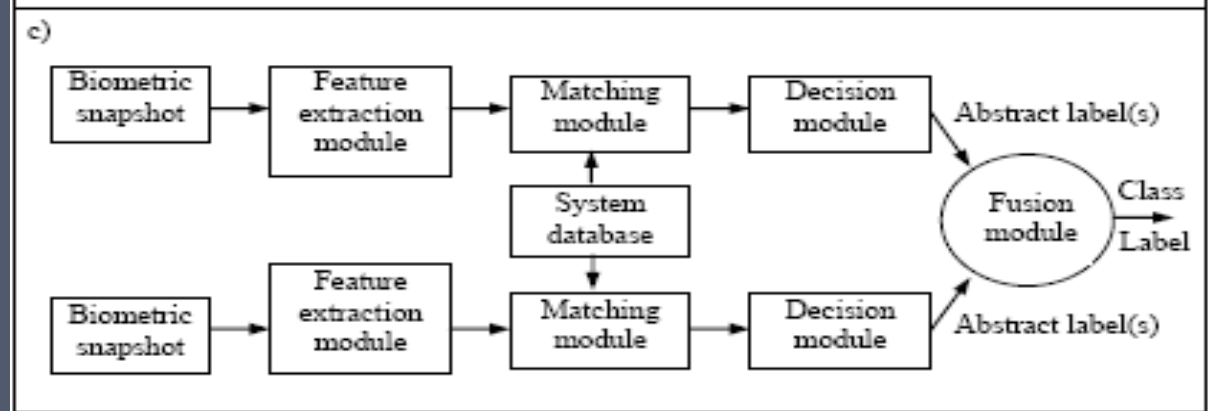 c)
Biometric
snapshot
Feature
extraction
module
Matching
module
Decision
module
Abstract label(s)
System
database
Fusion
module
Class
Label
Biometric
snapshot
Feature
extraction
module
Matching
module
Decision
module
Abstract label(s)